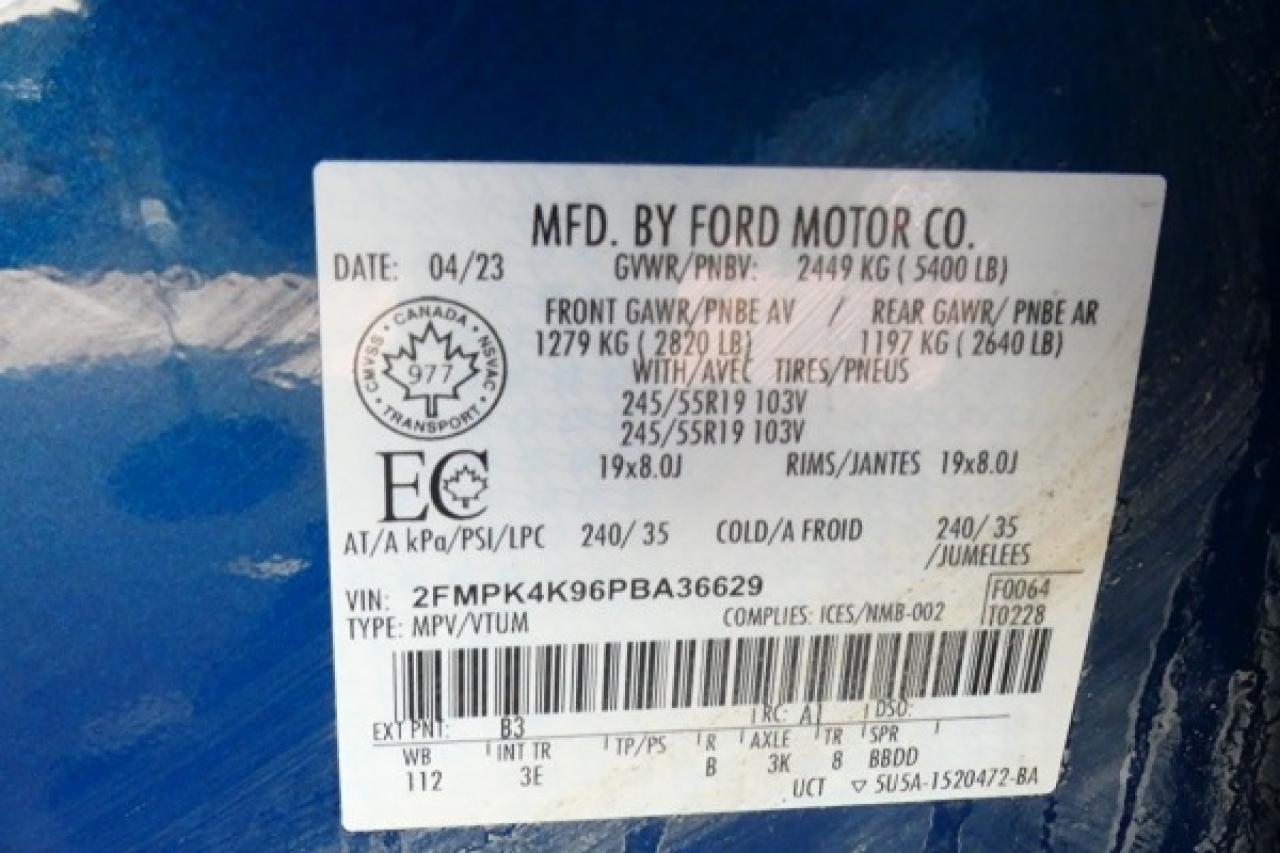 MFD. BY FORD MOTOR CO.
DATE: 04/23 GVWR/PNBV: 2449 KG ( 5400 LB)
FRONT GAWR/PNBE AV / REAR GAWR/ PNBE AR
1279 KG ( 2820 LB) 1197 KG ( 2640 LB)
WITH/AVEC TIRES/PNEUS
245/55R19 103V
245/55R19 103V
19x8.0J RIMS/JANTES 19x8.0J
CANADA
CMVSS NSVAC
977
TRANSPORT
EC
AT/A kPa/PSI/LPC 240/ 35 COLD/A FROID 240/ 35
/JUMELEES
VIN: 2FMPK4K96PBA36629 F0064
TYPE: MPV/VTUM COMPLIES: ICES/NMB-002 T0228
EXT PNT: B3 RC: A1 DSO:
WB INT TR TP/PS R AXLE TR SPR
112 3E B 3K 8 BBDD
UCT ▽ 5U5A-1520472-BA